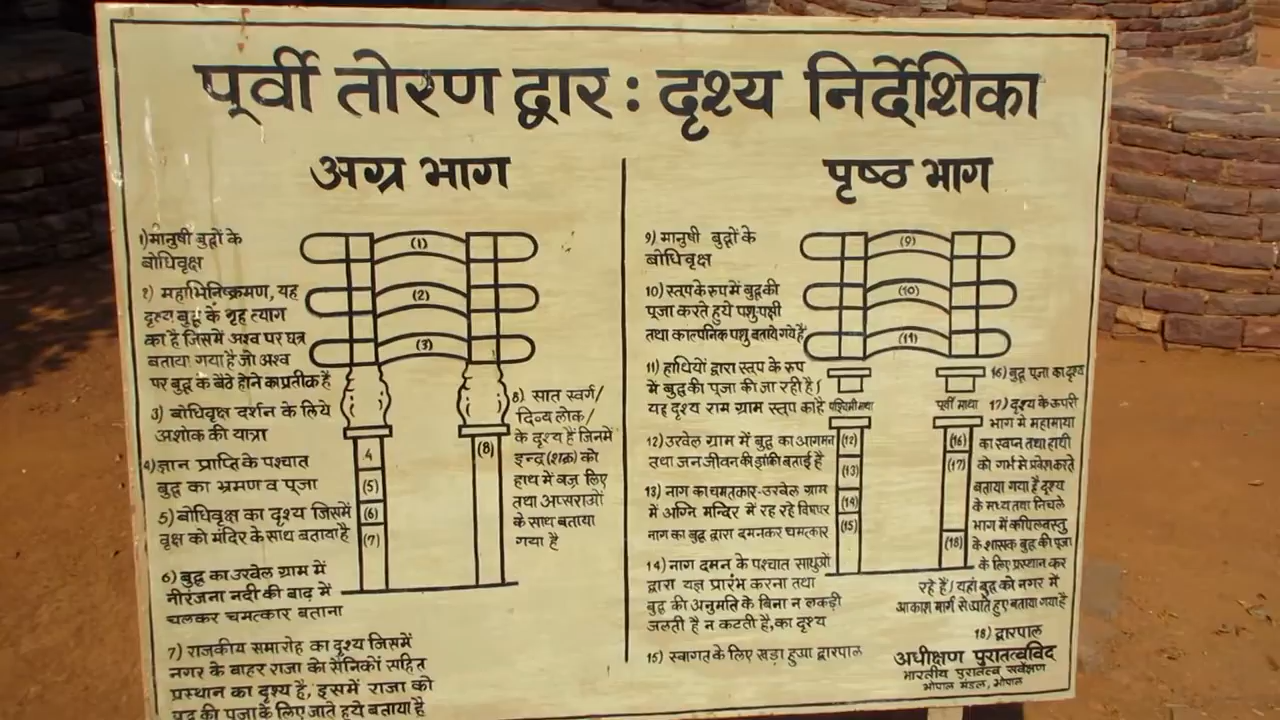 पूर्वी तोरण द्वार : दृश्य निर्देशिका
अग्र भाग
१) मानुषी बुद्धों के
बोधिवृक्ष
२) महाभिनिष्क्रमण, यह
दृश्य बुद्ध के गृह त्याग
का है जिसमें अश्व पर छत्र
बताया गया है जो अश्व
पर बुद्ध के बैठे होने का प्रतीक है
3) बोधिवृक्ष दर्शन के लिये
अशोक की यात्रा
4) ज्ञान प्राप्ति के पश्चात
बुद्ध का भ्रमण व पूजा
5) बोधिवृक्ष का दृश्य जिसमें
वृक्ष को मंदिर के साथ बताया है
6) बुद्ध का उरवेल ग्राम में
नीरंजना नदी की बाढ़ में
चलकर चमत्कार बताना
7) राजकीय समारोह का दृश्य जिसमें
नगर के बाहर राजा को सैनिकों सहित
प्रस्थान का दृश्य है, इसमें राजा को
की पूजा के लिए जाते हुये बताया है
(1)
(2)
(3)
4
(5)
(6)
(7)
(8)
8) सात स्वर्ग/
दिव्य लोक/
के दृश्य हैं जिनमें
इन्द्र (शक्र) को
हाथ में वज्र लिए
तथा अप्सराओं
के साथ बताया
गया है
पृष्ठ भाग
9) मानुषी बुद्धों के
बोधिवृक्ष
10) स्तूप के रुप में बुद्ध की
पूजा करते हुये पशु-पक्षी
तथा काल्पनिक पशु बताये गये है
11) हाथियों द्वारा स्तूप के रुप
में बुद्ध की पूजा की जा रही है।
यह दृश्य राम ग्राम स्तूप का है
12) उरवेल ग्राम में बुद्ध का आगमन
तथा जनजीवन की झांकी बताई है
13) नाग का चमत्कार-उरवेल ग्राम
में अग्नि मन्दिर में रह रहे विषधर
नाग का बुद्ध द्वारा दमनकर चमत्कार
14) नाग दमन के पश्चात साधुओं
द्वारा यज्ञ प्रारंभ करना तथा
बुद्ध की अनुमति के बिना न लकड़ी
जलती है न कटती है, का दृश्य
15) स्वागत के लिए खड़ा हुआ द्वारपाल
(9)
(10)
(11)
पश्चिमी माथा
पूर्वी माथा
(12)
(13)
(14)
(15)
(16)
(17)
(18)
16) बुद्ध पूजा का दृश्य
17) दृश्य के ऊपरी
भाग में महामाया
का स्वप्न तथा हाथी
को गर्भ में प्रवेश करते
बताया गया है दृश्य
के मध्य तथा निचले
भाग में कपिलवस्तु
के शासक बुद्ध की पूजा
के लिए प्रस्थान कर
रहे हैं। यहां बुद्ध को नगर में
आकाश मार्ग से आते हुए बताया गया है
18) द्वारपाल
अधीक्षण पुरातत्वविद
भारतीय पुरातत्व सर्वेक्षण
भोपाल मंडल, भोपाल